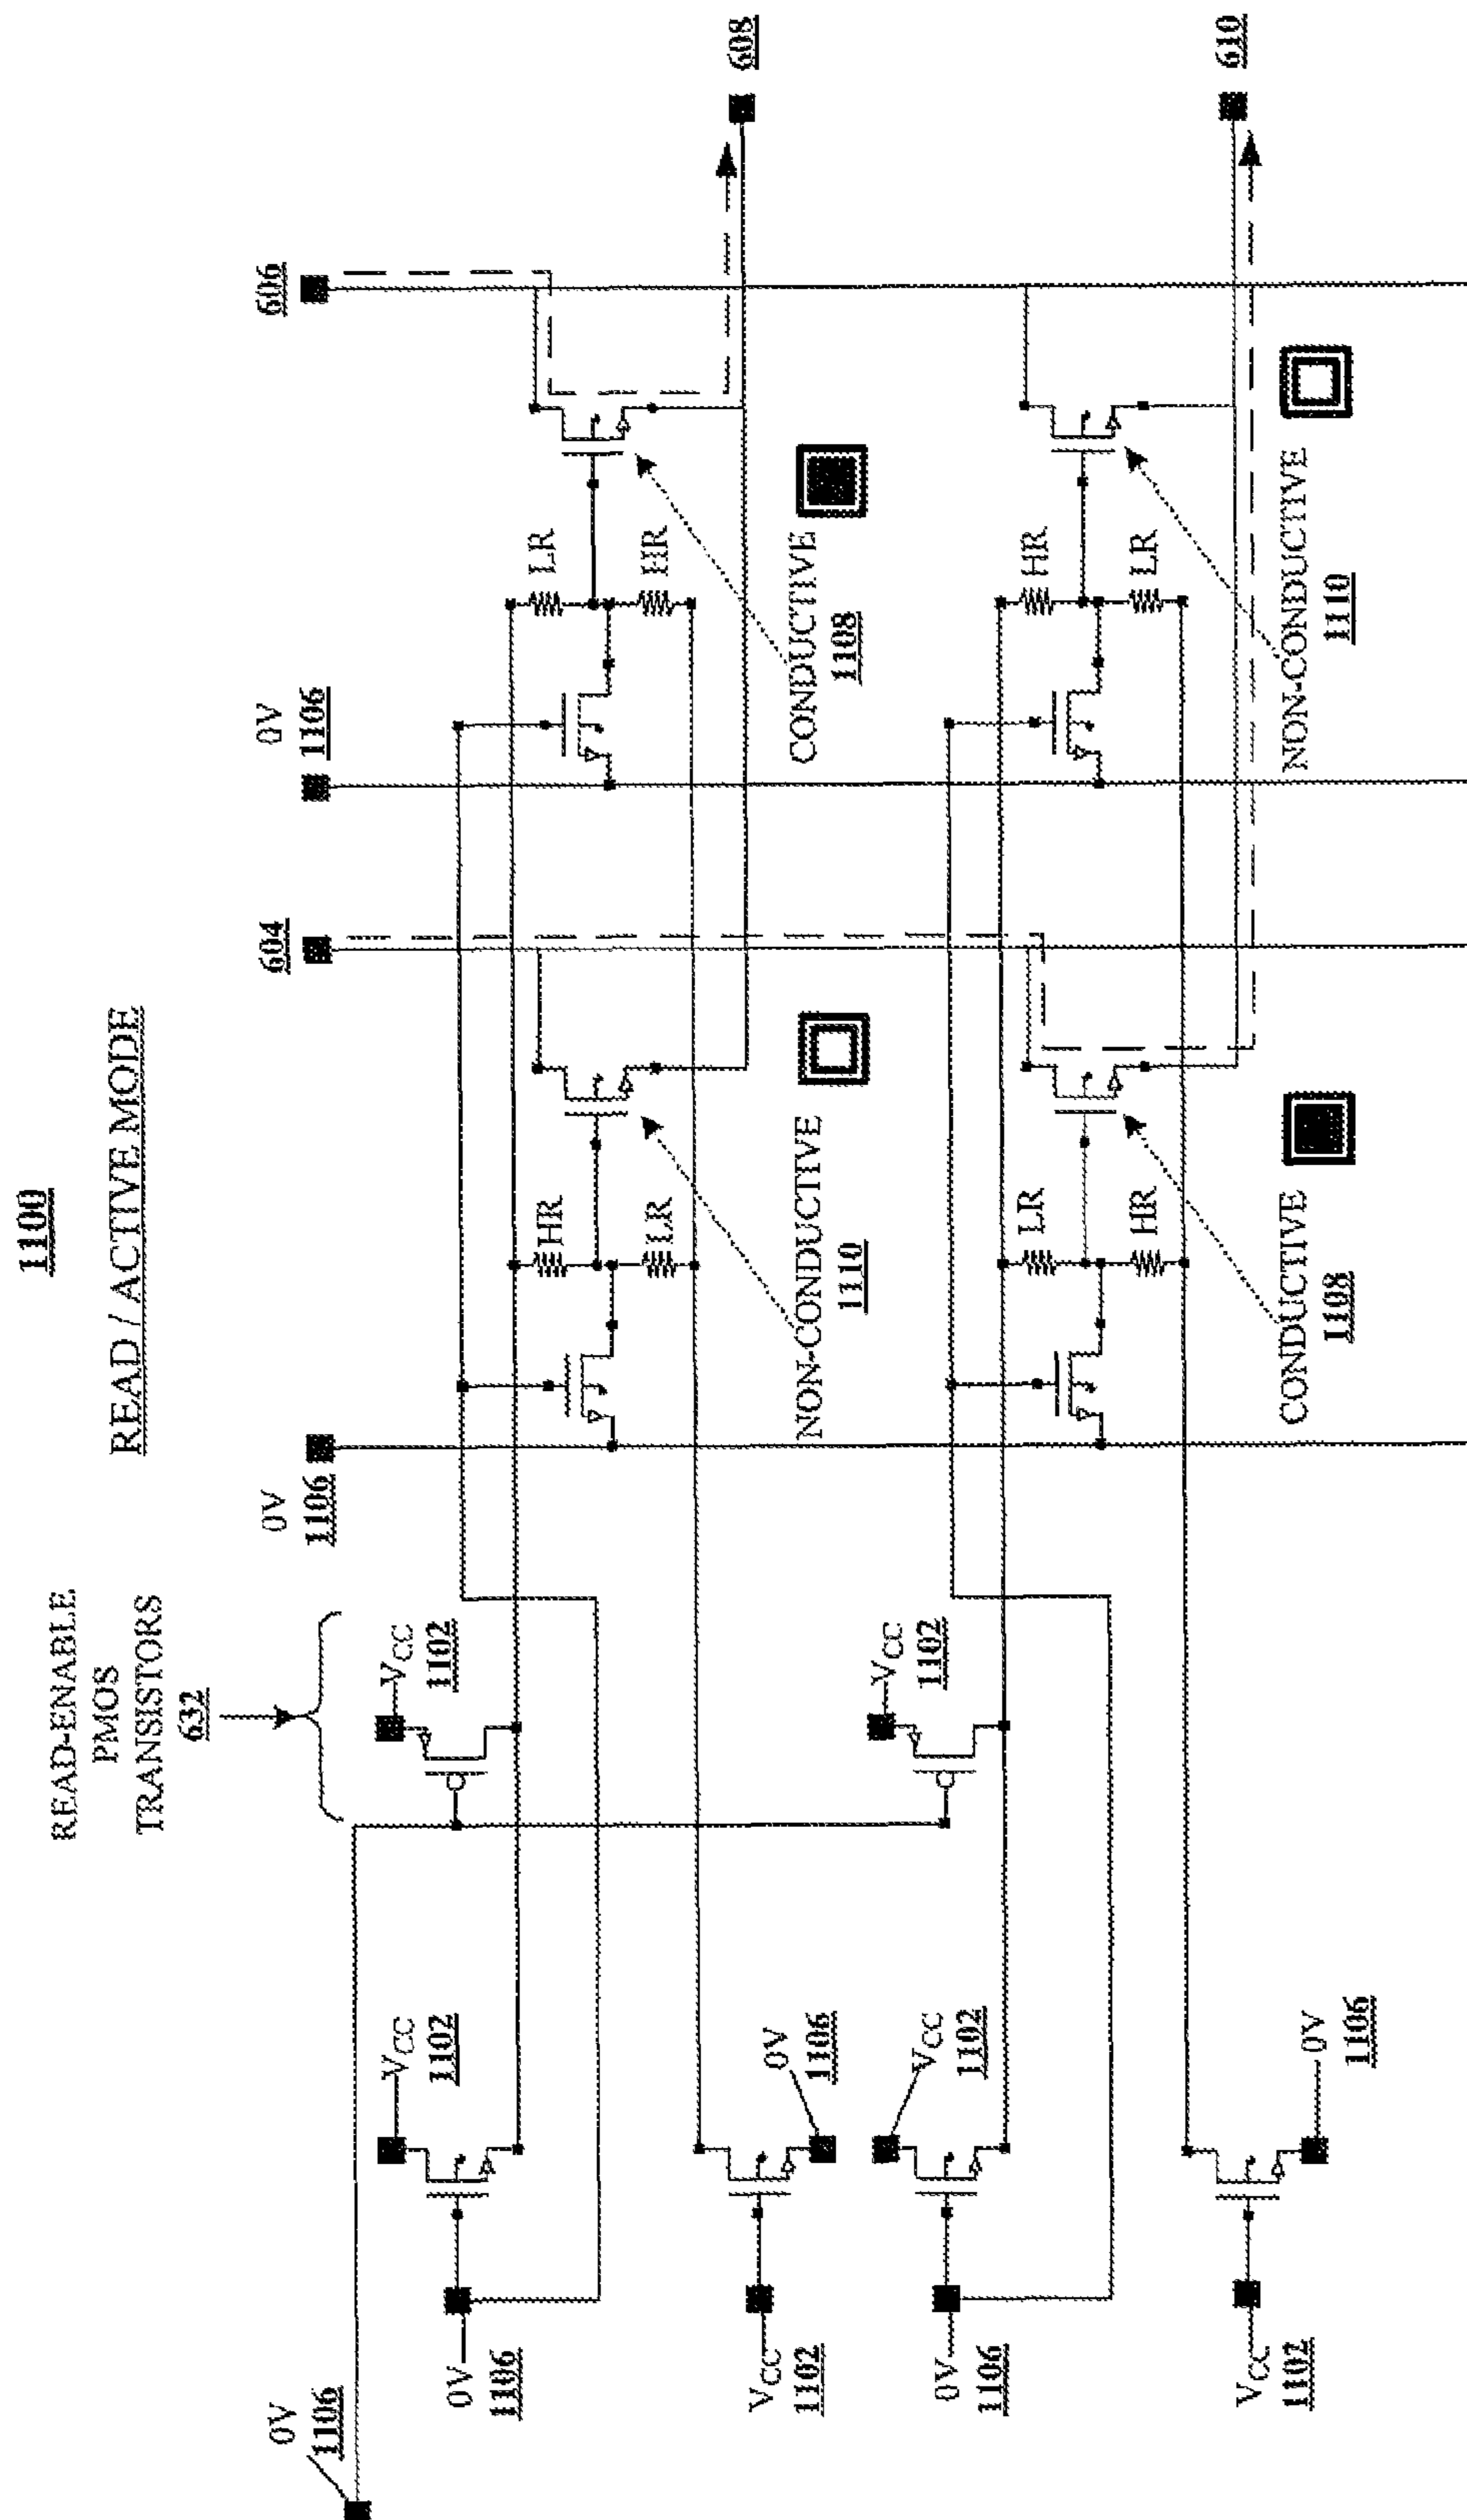 1100
READ / ACTIVE MODE
READ-ENABLE
PMOS
TRANSISTORS
632
0V
1106
0V
1106
604
0V
1106
606
VCC
1102
VCC
1102
0V
1106
HR
LR
LR
HR
608
NON-CONDUCTIVE
1110
CONDUCTIVE
1108
VCC
1102
0V
1106
VCC
1102
VCC
1102
0V
1106
LR
HR
HR
LR
610
CONDUCTIVE
1108
NON-CONDUCTIVE
1110
VCC
1102
0V
1106